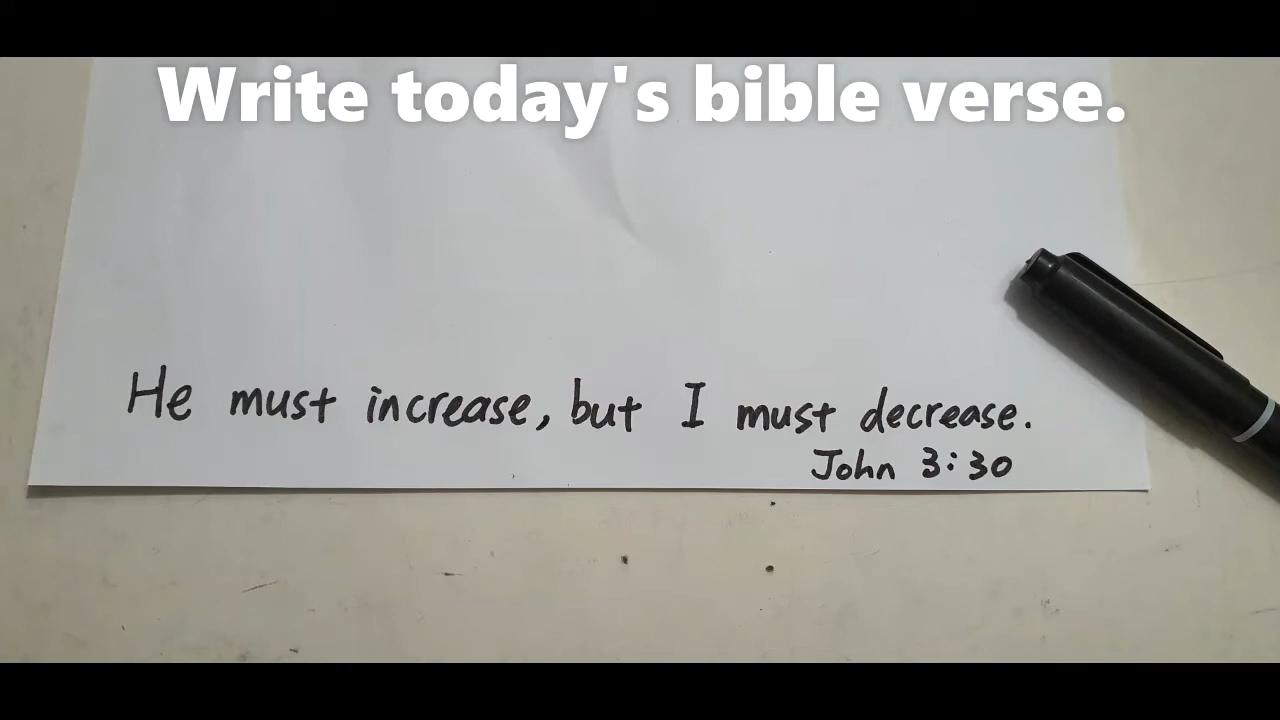 Write today's bible verse.
He must increase, but I must decrease.
John 3:30